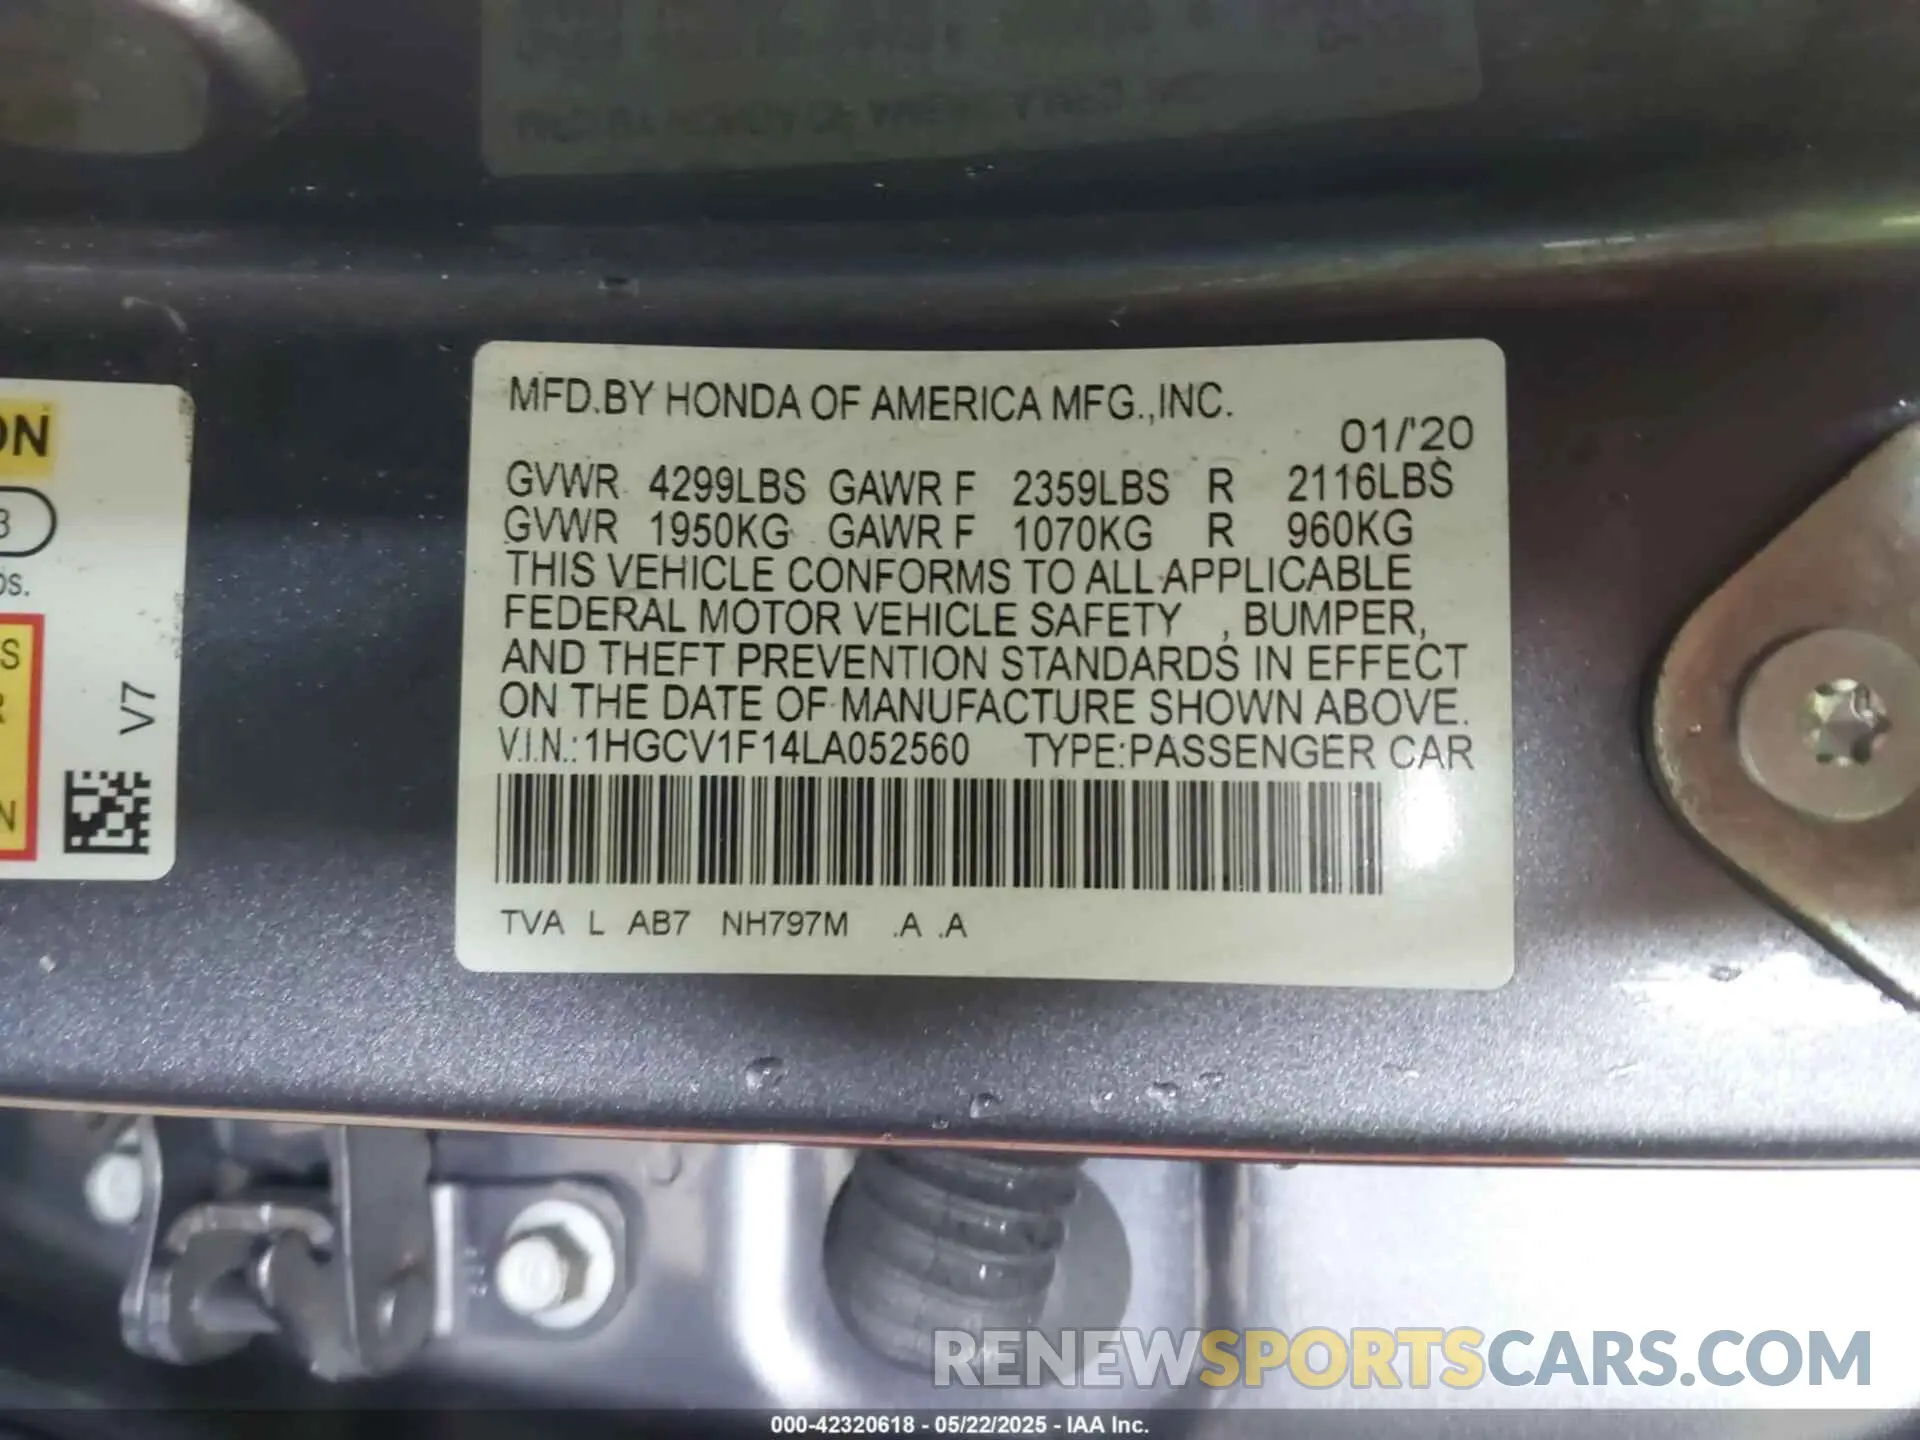 MFD.BY HONDA OF AMERICA MFG.,INC.
01/'20
GVWR 4299LBS GAWR F 2359LBS R 2116LBS
GVWR 1950KG GAWR F 1070KG R 960KG
THIS VEHICLE CONFORMS TO ALL APPLICABLE
FEDERAL MOTOR VEHICLE SAFETY , BUMPER,
AND THEFT PREVENTION STANDARDS IN EFFECT
ON THE DATE OF MANUFACTURE SHOWN ABOVE.
V.I.N.:1HGCV1F14LA052560 TYPE:PASSENGER CAR
TVA L AB7 NH797M .A .A
V7
RENEWSPORTSCARS.COM
000-42320618 - 05/22/2025 - IAA Inc.